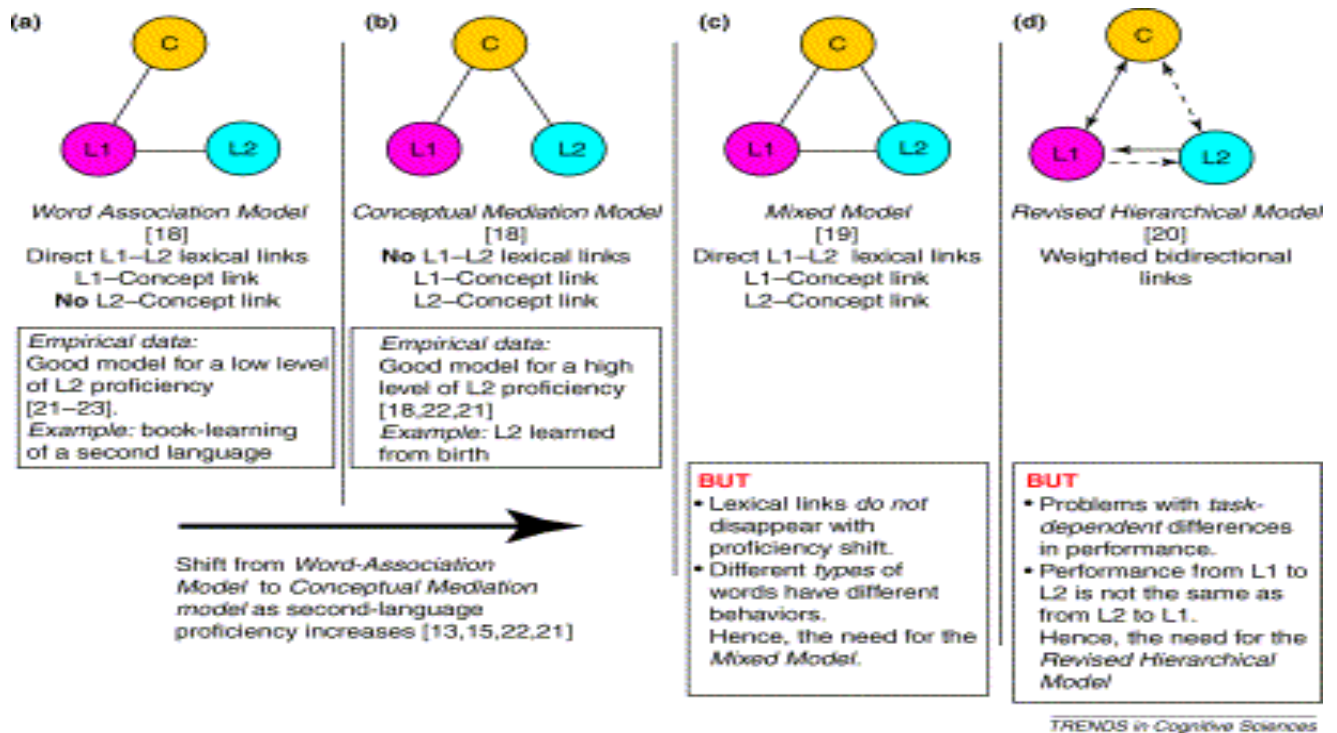 (a)
C
L1
L2
Word Association Model
[18]
Direct L1–L2 lexical links
L1–Concept link
No L2–Concept link
Empirical data:
Good model for a low level
of L2 proficiency
[21–23].
Example: book-learning
of a second language
(b)
C
L1
L2
Conceptual Mediation Model
[18]
No L1–L2 lexical links
L1–Concept link
L2–Concept link
Empirical data:
Good model for a high
level of L2 proficiency
[18,22,21]
Example: L2 learned
from birth
Shift from Word-Association
Model to Conceptual Mediation
model as second-language
proficiency increases [13,15,22,21]
(c)
C
L1
L2
Mixed Model
[19]
Direct L1–L2 lexical links
L1–Concept link
L2–Concept link
BUT
• Lexical links do not
disappear with
proficiency shift.
• Different types of
words have different
behaviors.
Hence, the need for the
Mixed Model.
(d)
C
L1
L2
Revised Hierarchical Model
[20]
Weighted bidirectional
links
BUT
• Problems with task-
dependent differences
in performance.
• Performance from L1 to
L2 is not the same as
from L2 to L1.
Hence, the need for the
Revised Hierarchical
Model
TRENDS in Cognitive Sciences